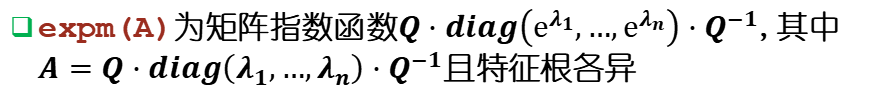 expm(A)为矩阵指数函数Q · diag(e^λ₁, …, e^λₙ) · Q⁻¹, 其中
A = Q · diag(λ₁, …, λₙ) · Q⁻¹且特征根各异